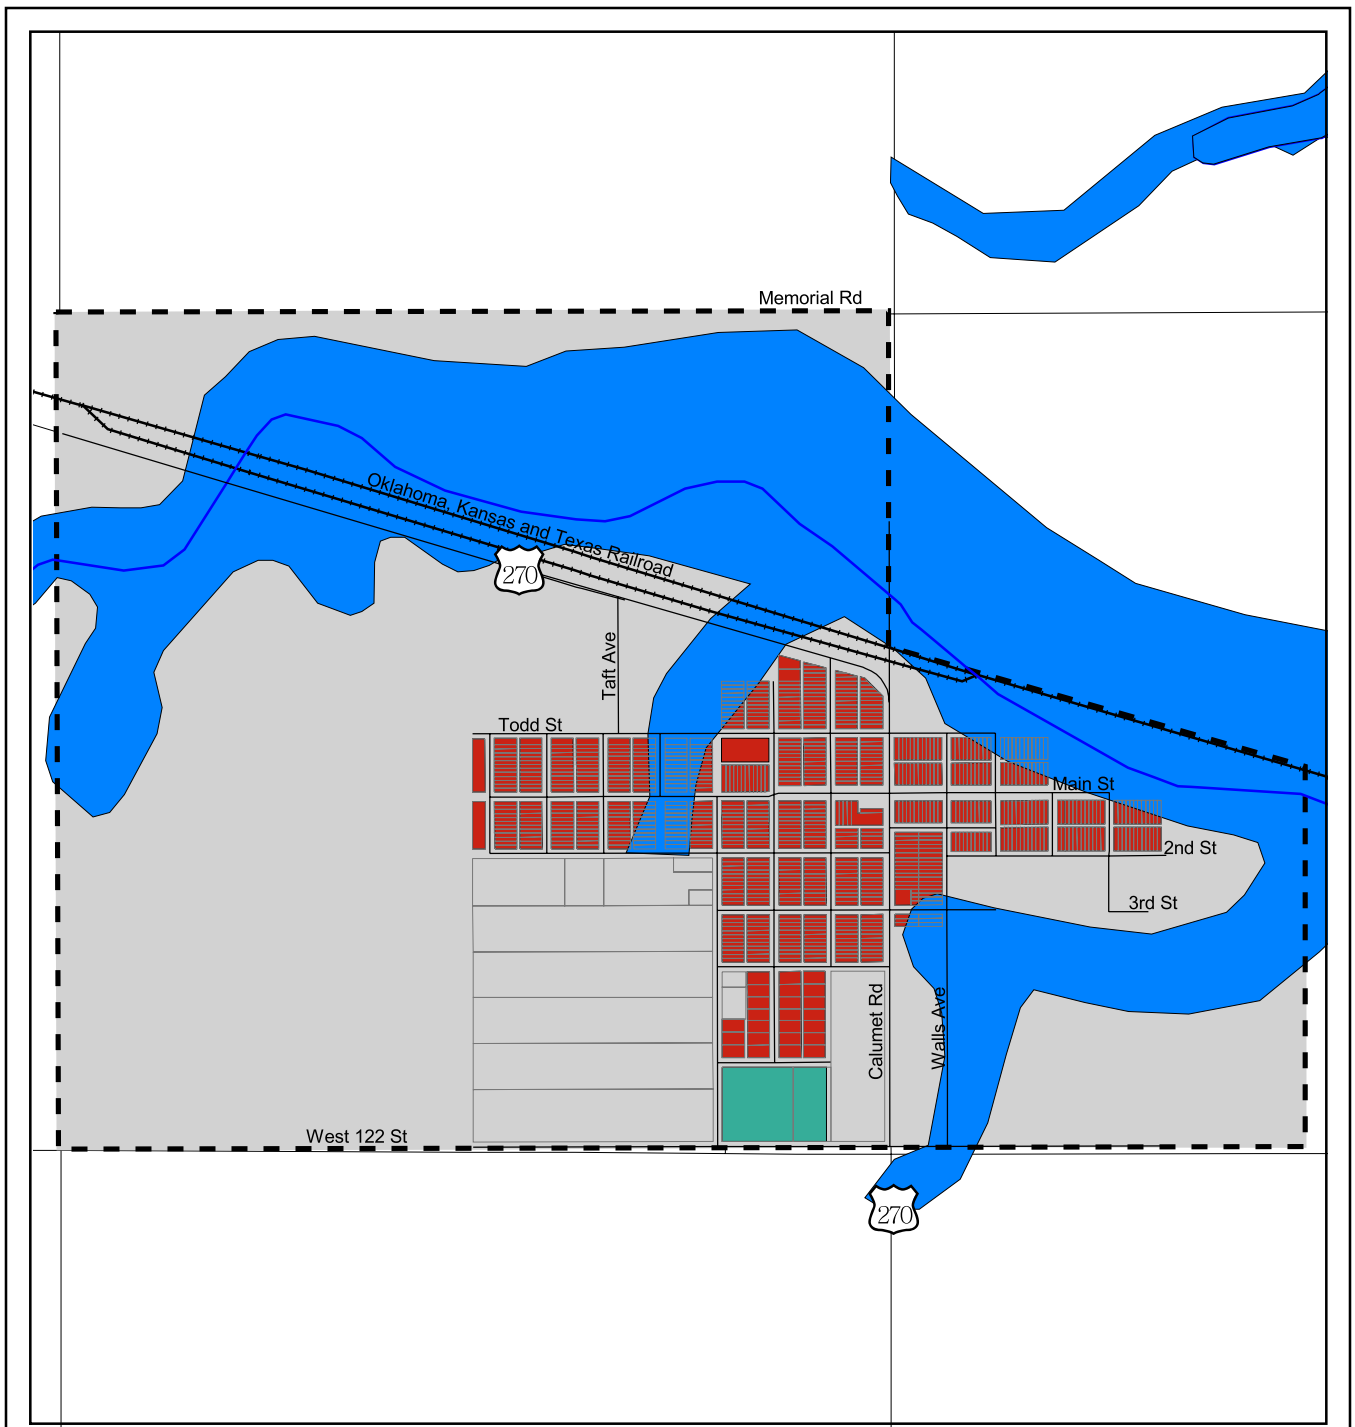 Memorial Rd
Oklahoma, Kansas and Texas Railroad
270
Taft Ave
Todd St
Main St
2nd St
3rd St
Calumet Rd
Walls Ave
West 122 St
270